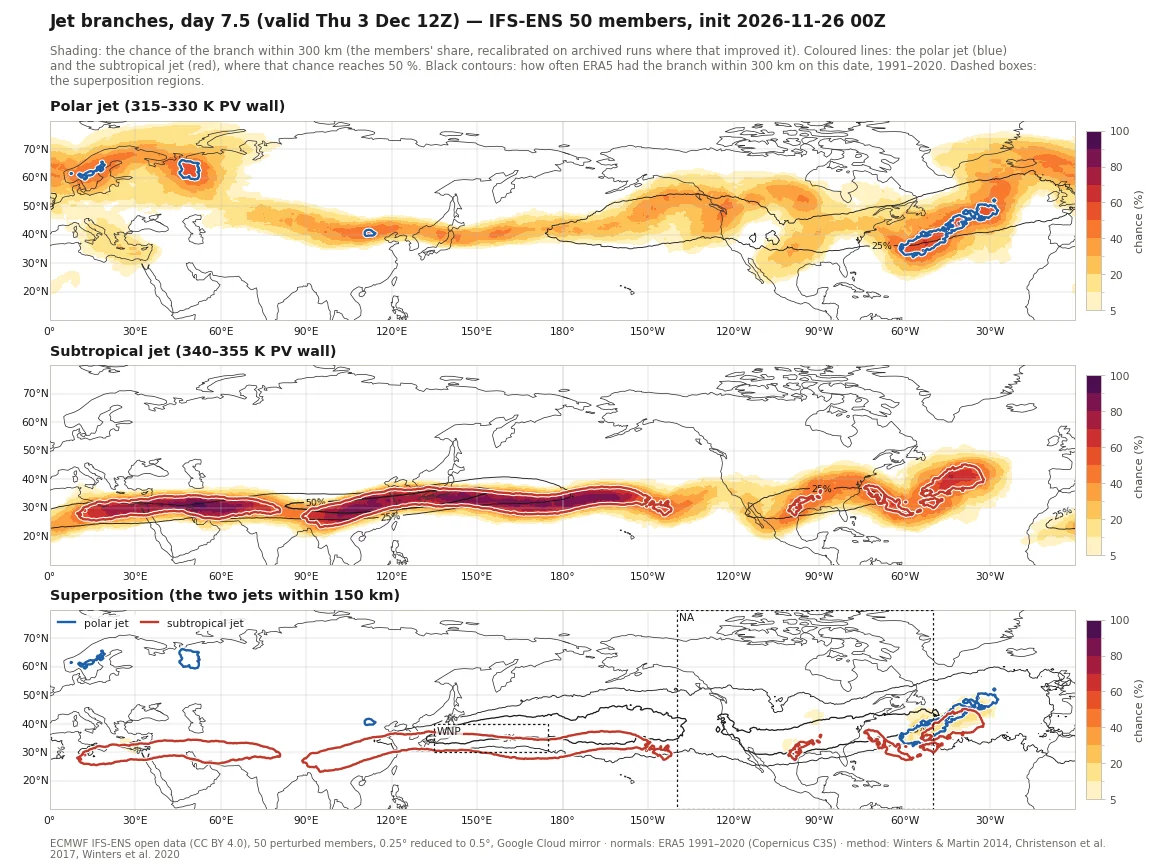 Jet branches, day 7.5 (valid Thu 3 Dec 12Z) — IFS-ENS 50 members, init 2026-11-26 00Z
Shading: the chance of the branch within 300 km (the members' share, recalibrated on archived runs where that improved it). Coloured lines: the polar jet (blue)
and the subtropical jet (red), where that chance reaches 50 %. Black contours: how often ERA5 had the branch within 300 km on this date, 1991–2020. Dashed boxes:
the superposition regions.
Polar jet (315–330 K PV wall)
70°N
60°N
50°N
40°N
30°N
20°N
25%
0°
30°E
60°E
90°E
120°E
150°E
180°
150°W
120°W
90°W
60°W
30°W
100
80
60
40
20
5
chance (%)
Subtropical jet (340–355 K PV wall)
70°N
60°N
50°N
40°N
30°N
20°N
50%
25%
25%
25%
0°
30°E
60°E
90°E
120°E
150°E
180°
150°W
120°W
90°W
60°W
30°W
100
80
60
40
20
5
chance (%)
Superposition (the two jets within 150 km)
polar jet
subtropical jet
NA
WNP
70°N
60°N
50°N
40°N
30°N
20°N
0°
30°E
60°E
90°E
120°E
150°E
180°
150°W
120°W
90°W
60°W
30°W
100
80
60
40
20
5
chance (%)
ECMWF IFS-ENS open data (CC BY 4.0), 50 perturbed members, 0.25° reduced to 0.5°, Google Cloud mirror · normals: ERA5 1991–2020 (Copernicus C3S) · method: Winters & Martin 2014, Christenson et al.
2017, Winters et al. 2020